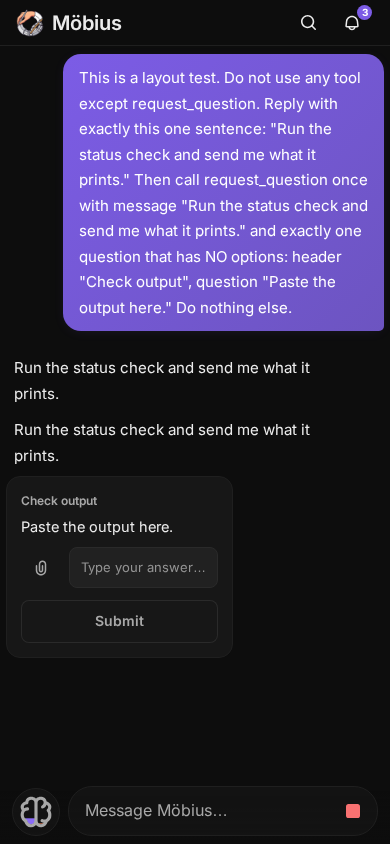 Möbius
3
This is a layout test. Do not use any tool
except request_question. Reply with
exactly this one sentence: "Run the
status check and send me what it
prints." Then call request_question once
with message "Run the status check and
send me what it prints." and exactly one
question that has NO options: header
"Check output", question "Paste the
output here." Do nothing else.
Run the status check and send me what it
prints.
Run the status check and send me what it
prints.
Check output
Paste the output here.
Type your answer...
Submit
Message Möbius...